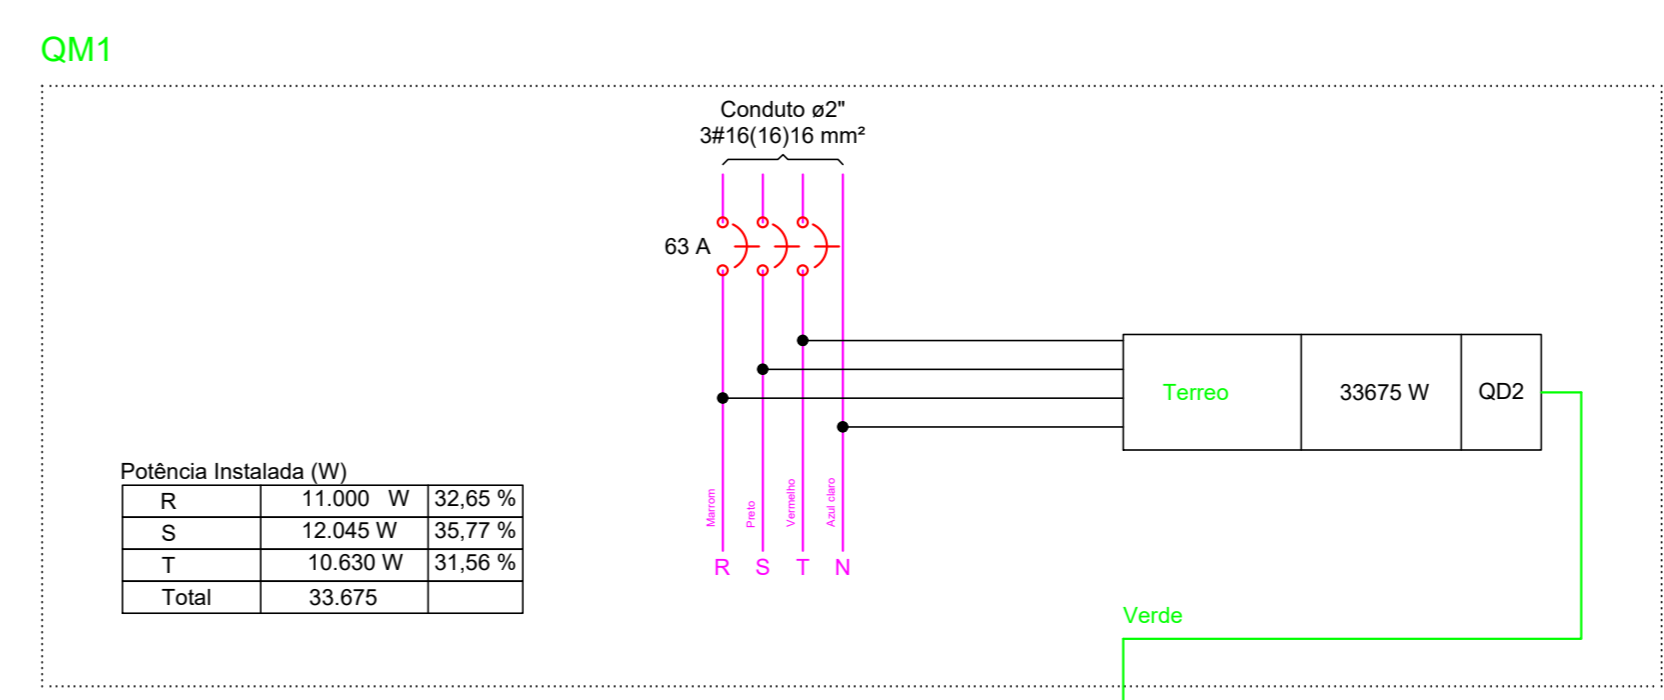 QM1
Conduto ø2"
3#16(16)16 mm²
63 A
Terreo 33675 W QD2
Potência Instalada (W)
R 11.000 W 32,65 %
S 12.045 W 35,77 %
T 10.630 W 31,56 %
Total 33.675
Marrom
Preto
Vermelho
Azul claro
R S T N
Verde